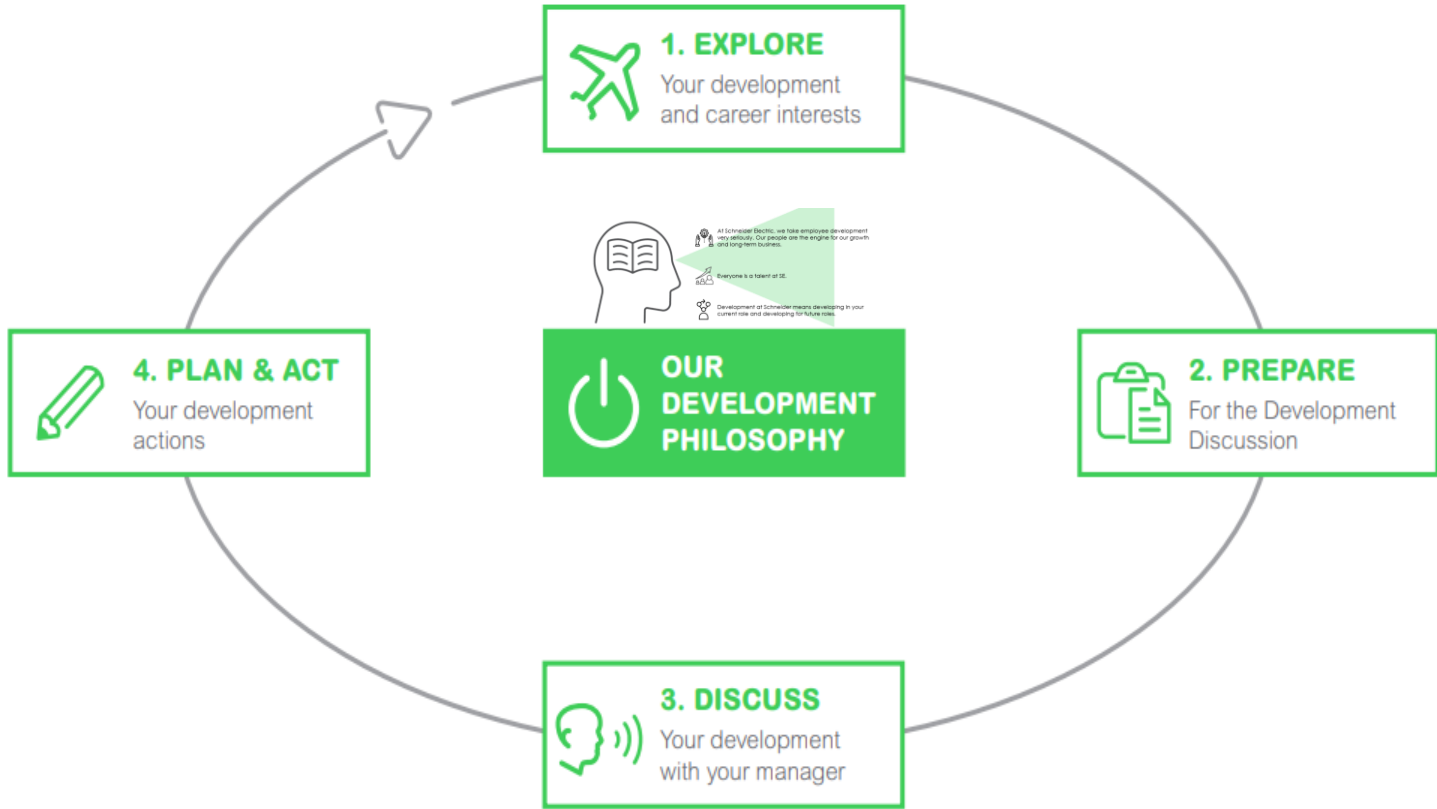 1. EXPLORE
Your development
and career interests
At Schneider Electric, we take employee development
very seriously. Our people are the engine for our growth
and long-term business.
Everyone is a talent at SE.
Development at Schneider means developing in your
current role and developing for future roles.
OUR
DEVELOPMENT
PHILOSOPHY
2. PREPARE
For the Development
Discussion
3. DISCUSS
Your development
with your manager
4. PLAN & ACT
Your development
actions